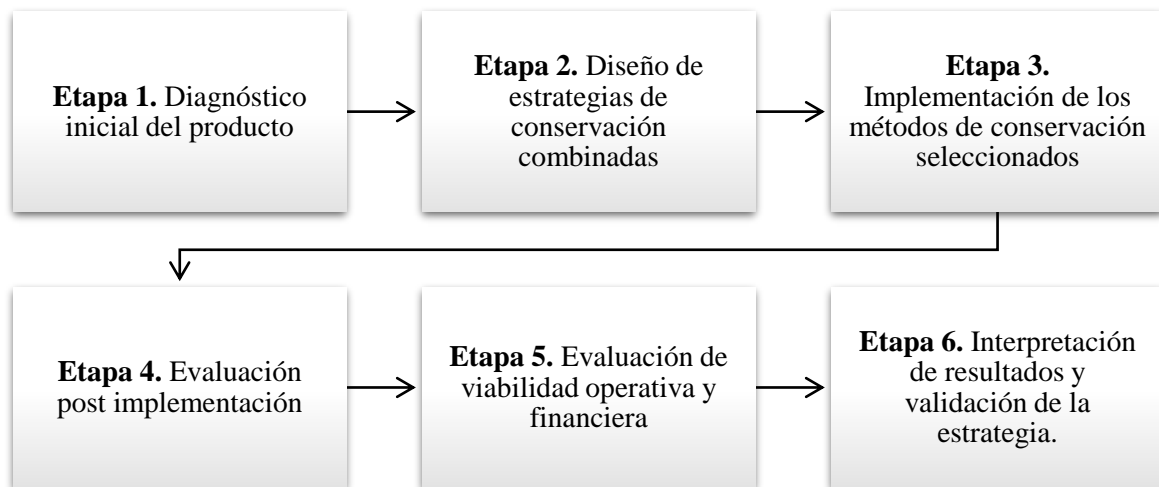 Etapa 1. Diagnóstico
inicial del producto
Etapa 2. Diseño de
estrategias de
conservación
combinadas
Etapa 3.
Implementación de los
métodos de conservación
seleccionados
Etapa 4. Evaluación
post implementación
Etapa 5. Evaluación de
viabilidad operativa y
financiera
Etapa 6. Interpretación
de resultados y
validación de la
estrategia.